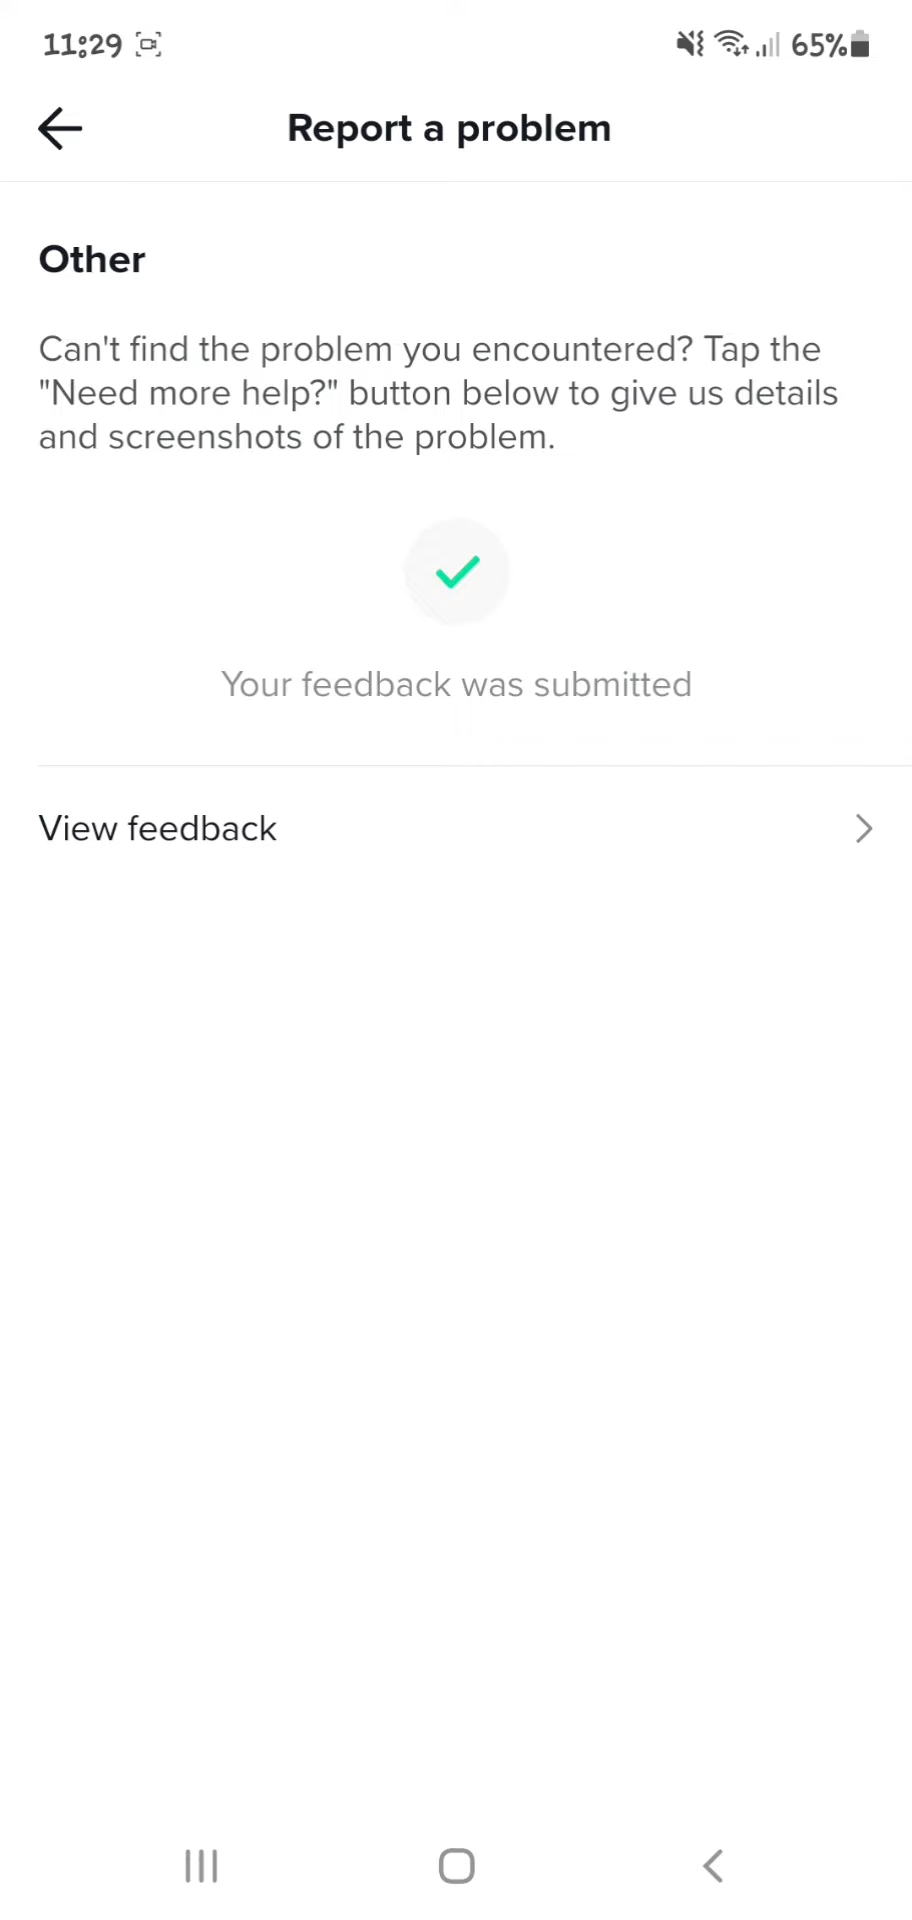 11:29
65%
Report a problem
Other
Can't find the problem you encountered? Tap the
"Need more help?" button below to give us details
and screenshots of the problem.
Your feedback was submitted
View feedback